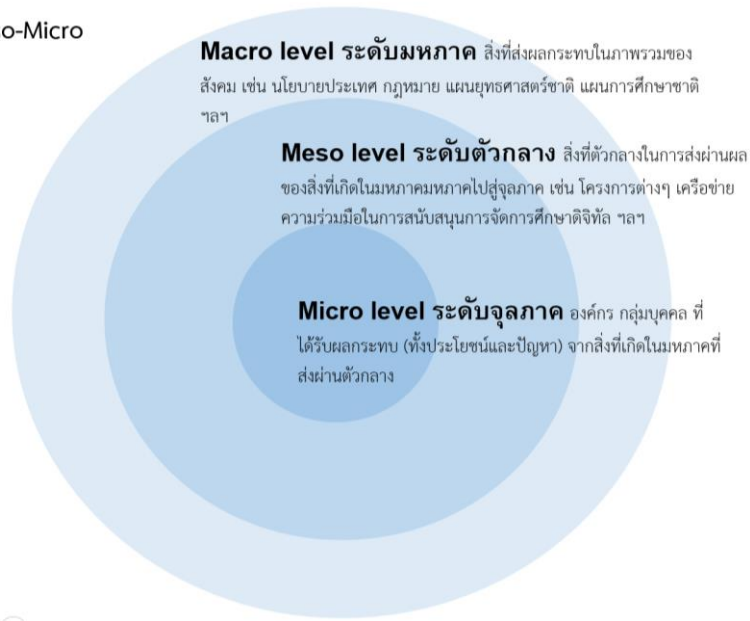 o-Micro
Macro level ระดับมหภาค สิ่งที่ส่งผลกระทบในภาพรวมของ
สังคม เช่น นโยบายประเทศ กฎหมาย แผนยุทธศาสตร์ชาติ แผนการศึกษาชาติ
ฯลฯ
Meso level ระดับตัวกลาง สิ่งที่ตัวกลางในการส่งผ่านผล
ของสิ่งที่เกิดในมหภาคมหภาคไปสู่จุลภาค เช่น โครงการต่างๆ เครือข่าย
ความร่วมมือในการสนับสนุนการจัดการศึกษาดิจิทัล ฯลฯ
Micro level ระดับจุลภาค องค์กร กลุ่มบุคคล ที่
ได้รับผลกระทบ (ทั้งประโยชน์และปัญหา) จากสิ่งที่เกิดในมหภาคที่
ส่งผ่านตัวกลาง